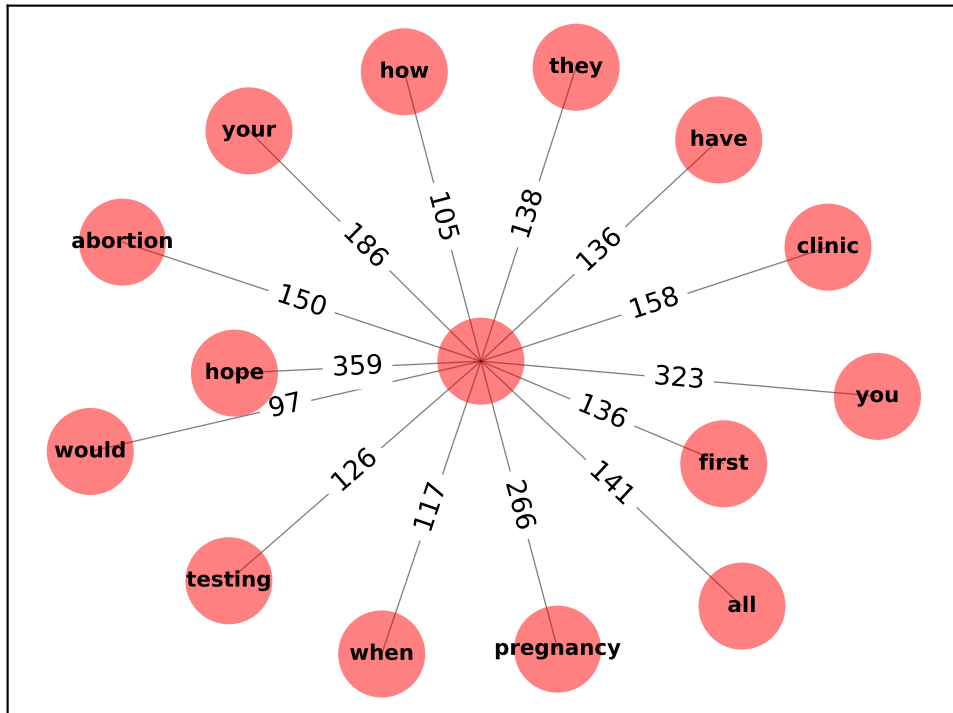 they
how
your
have
138
105
186
136
abortion
clinic
150
158
hope
359
323
you
97
136
would
first
126
141
117
266
testing
all
when
pregnancy